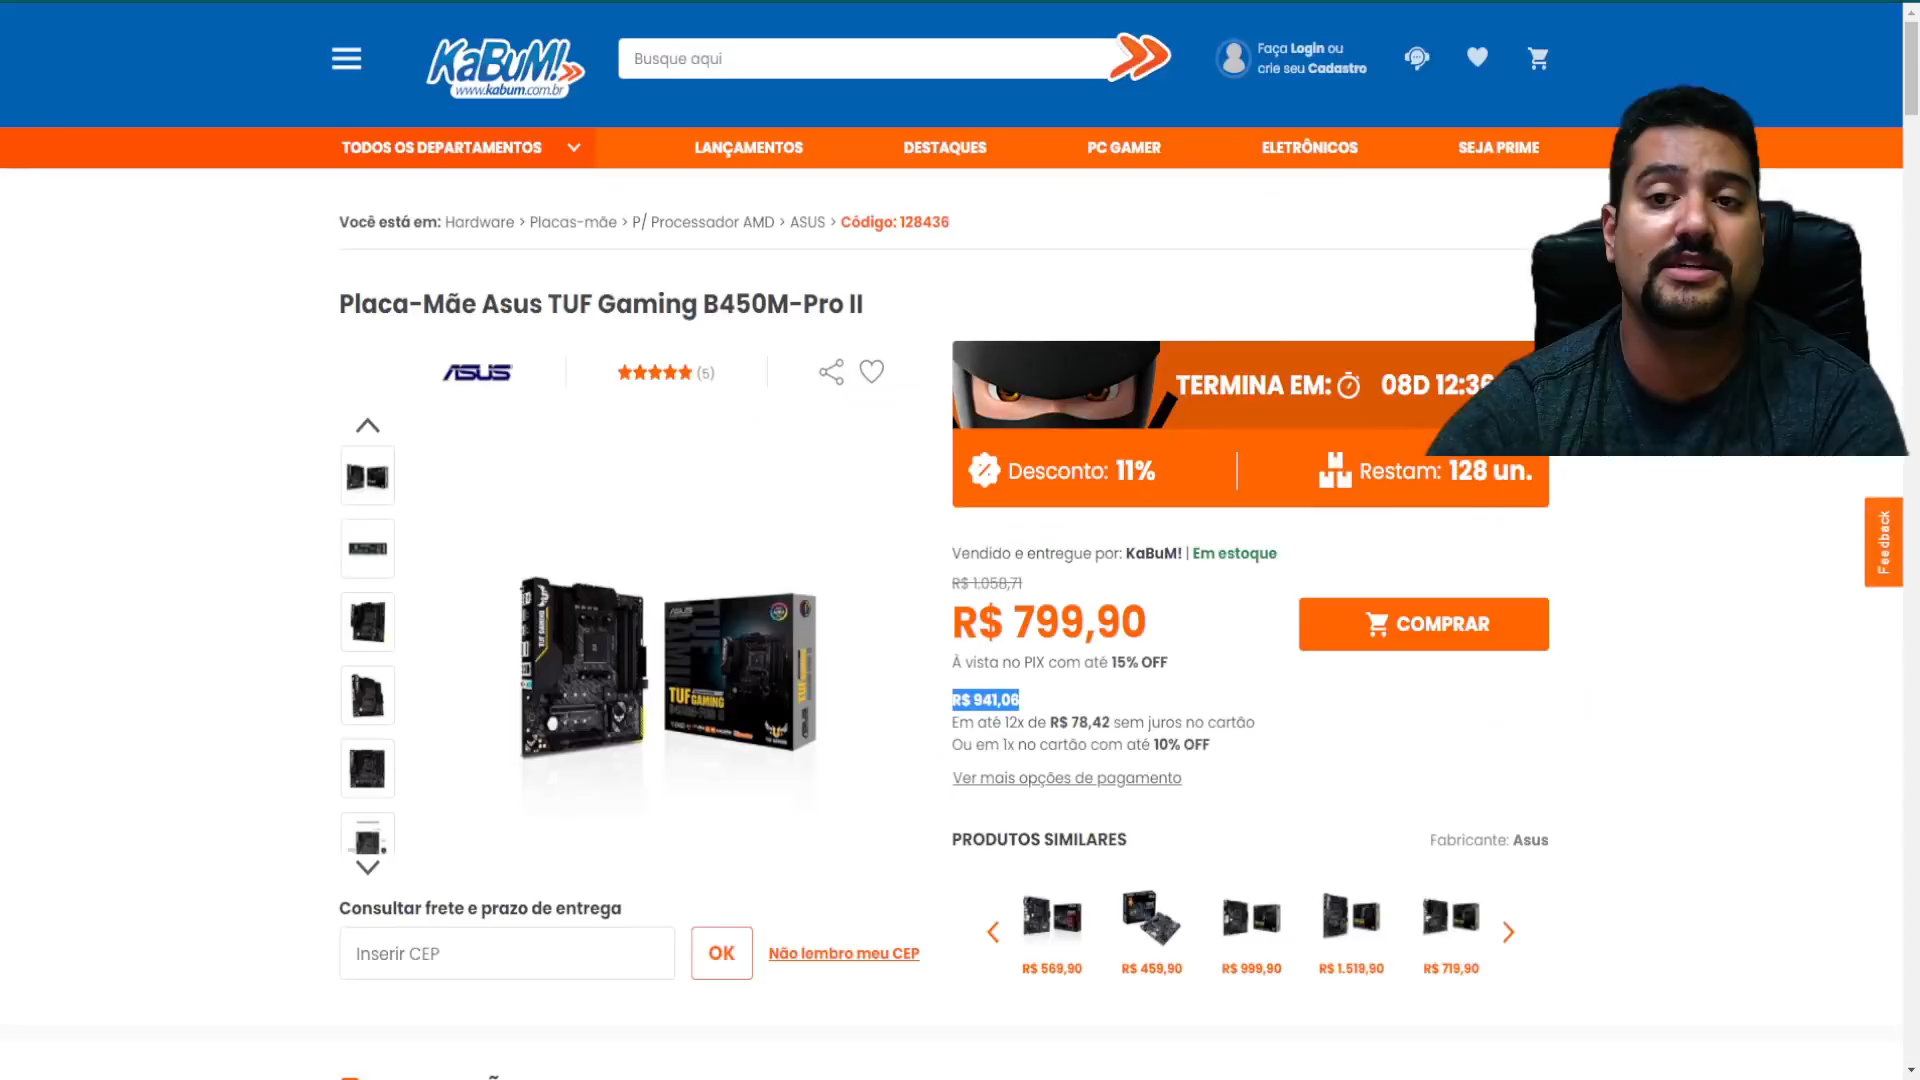 KaBuM!
www.kabum.com.br
Busque aqui
Faça Login ou
crie seu Cadastro
TODOS OS DEPARTAMENTOS
LANÇAMENTOS
DESTAQUES
PC GAMER
ELETRÔNICOS
SEJA PRIME
Você está em: Hardware > Placas-mãe > P/ Processador AMD > ASUS > Código: 128436
Placa-Mãe Asus TUF Gaming B450M-Pro II
ASUS
(5)
TERMINA EM: 08D 12:36
Desconto: 11%
Restam: 128 un.
Feedback
Vendido e entregue por: KaBuM! | Em estoque
R$ 1.058,71
R$ 799,90
COMPRAR
À vista no PIX com até 15% OFF
R$ 941,06
Em até 12x de R$ 78,42 sem juros no cartão
Ou em 1x no cartão com até 10% OFF
Ver mais opções de pagamento
TUF GAMING
ASUS
TUF GAMING
PRODUTOS SIMILARES
Fabricante: Asus
R$ 569,90
R$ 459,90
R$ 999,90
R$ 1.519,90
R$ 719,90
Consultar frete e prazo de entrega
Inserir CEP
OK
Não lembro meu CEP